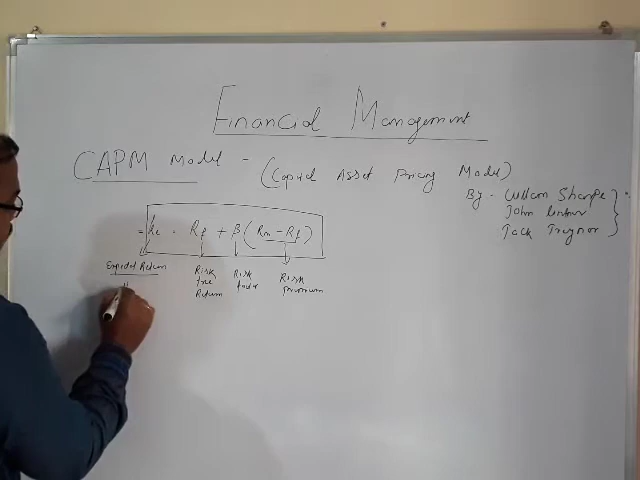 Financial Management
CAPM Model - (Capital Asset Pricing Model)
By - William Sharpe
John Lintner
Jack Treynor
= ke = Rf + β (Rm - Rf)
Expected Return
Risk free Return
Risk factor
Risk premium